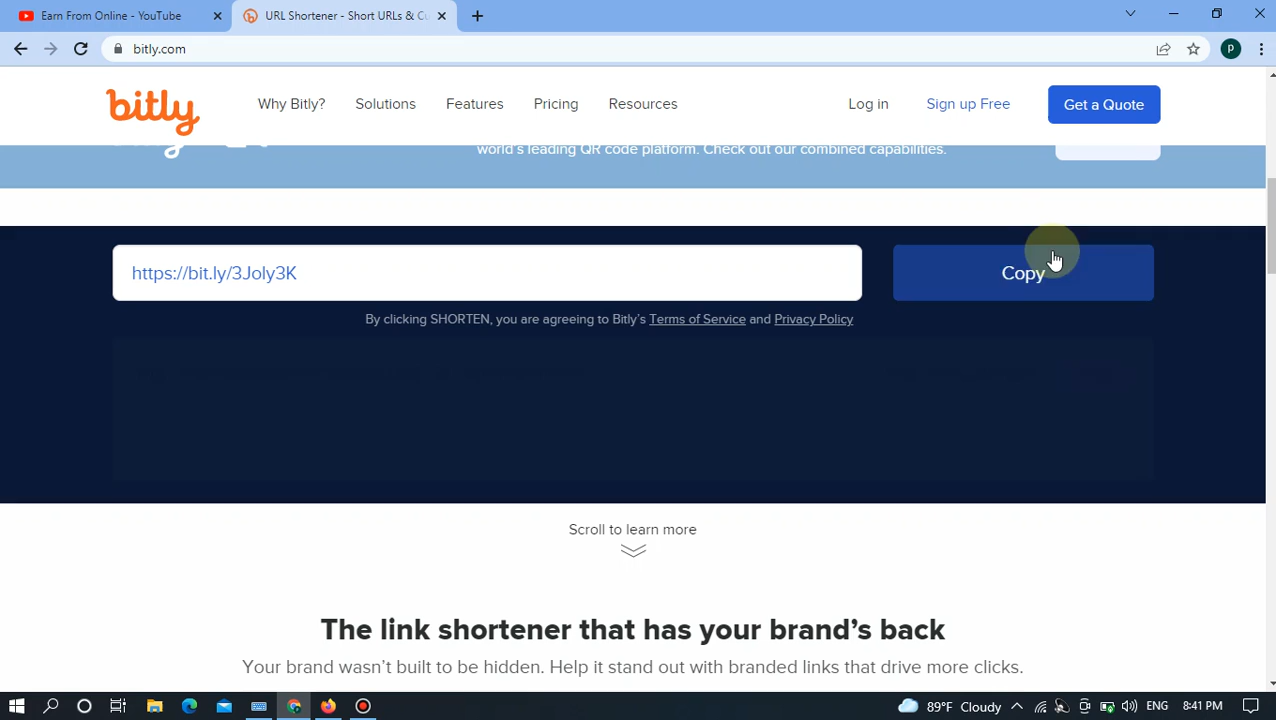 Earn From Online - YouTube
URL Shortener - Short URLs & Cu
bitly.com
P
bitly
Why Bitly?
Solutions
Features
Pricing
Resources
Log in
Sign up Free
Get a Quote
world's leading QR code platform. Check out our combined capabilities.
https://bit.ly/3Joly3K
Copy
By clicking SHORTEN, you are agreeing to Bitly's Terms of Service and Privacy Policy
Scroll to learn more
The link shortener that has your brand's back
Your brand wasn't built to be hidden. Help it stand out with branded links that drive more clicks.
89°F Cloudy
ENG
8:41 PM